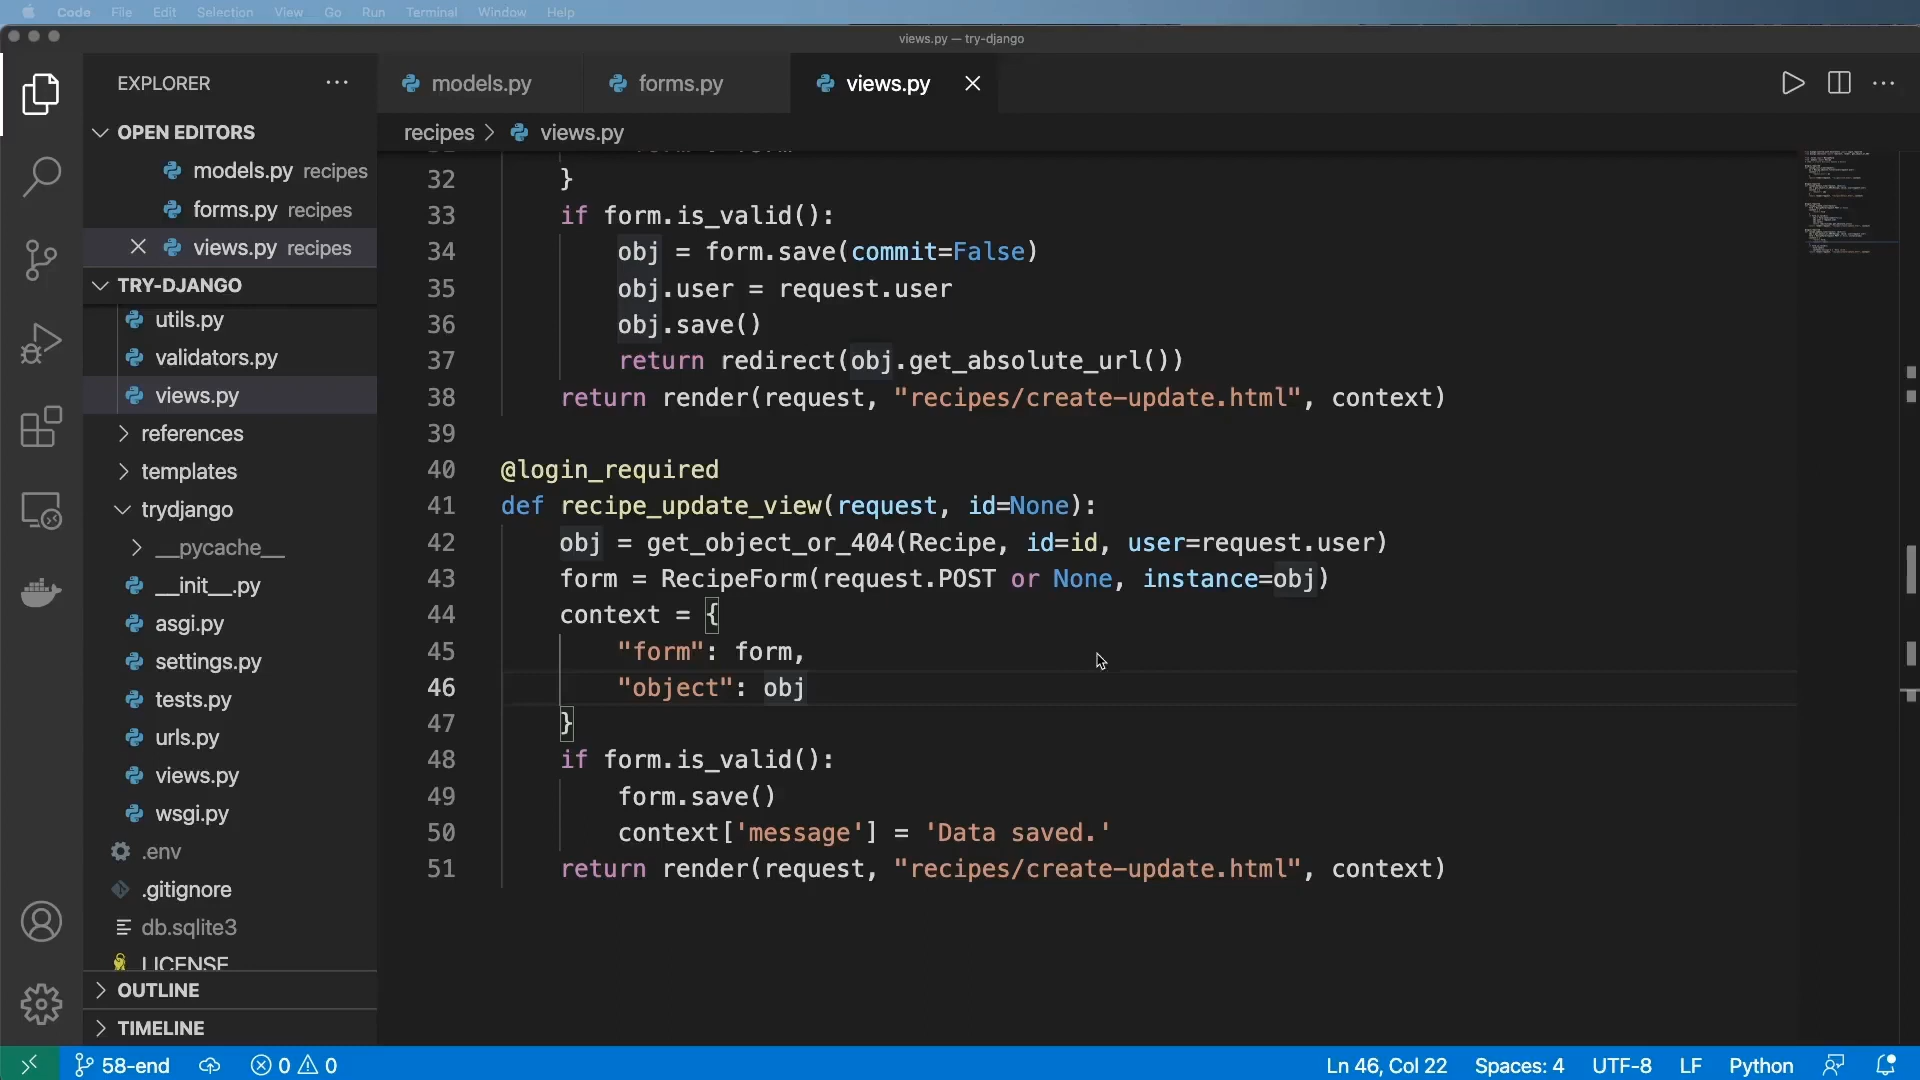 Code File Edit Selection View Go Run Terminal Window Help
views.py — try-django
EXPLORER
models.py
forms.py
views.py
OPEN EDITORS
models.py recipes
forms.py recipes
views.py recipes
TRY-DJANGO
utils.py
validators.py
views.py
references
templates
trydjango
__pycache__
__init__.py
asgi.py
settings.py
tests.py
urls.py
views.py
wsgi.py
.env
.gitignore
db.sqlite3
LICENSE
OUTLINE
TIMELINE
recipes > views.py
32 }
33 if form.is_valid():
34 obj = form.save(commit=False)
35 obj.user = request.user
36 obj.save()
37 return redirect(obj.get_absolute_url())
38 return render(request, "recipes/create-update.html", context)
39
40 @login_required
41 def recipe_update_view(request, id=None):
42 obj = get_object_or_404(Recipe, id=id, user=request.user)
43 form = RecipeForm(request.POST or None, instance=obj)
44 context = {
45 "form": form,
46 "object": obj
47 }
48 if form.is_valid():
49 form.save()
50 context['message'] = 'Data saved.'
51 return render(request, "recipes/create-update.html", context)
58-end 0 0 Ln 46, Col 22 Spaces: 4 UTF-8 LF Python